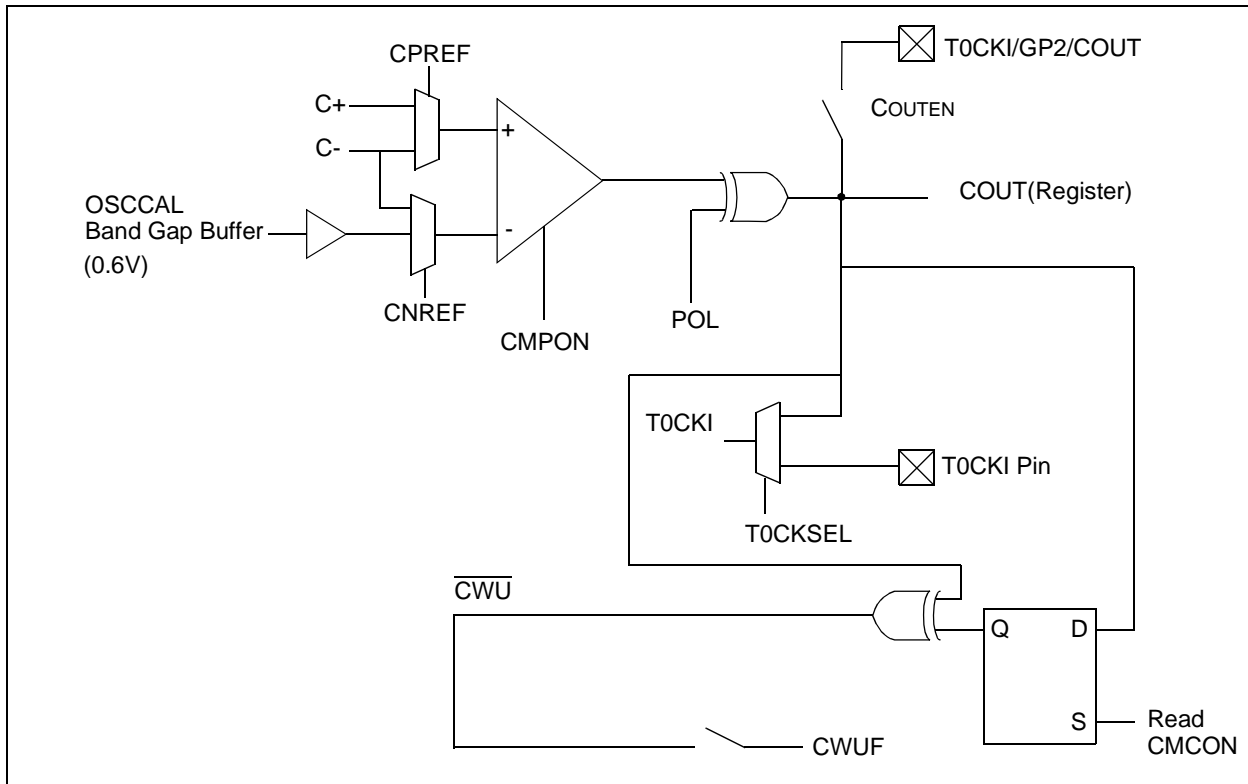 CPREF
T0CKI/GP2/COUT
C+
COUTEN
C-
+
COUT(Register)
OSCCAL
Band Gap Buffer
(0.6V)
-
CNREF
POL
CMPON
T0CKI
T0CKI Pin
T0CKSEL
CWU
Q
D
S
Read
CMCON
CWUF